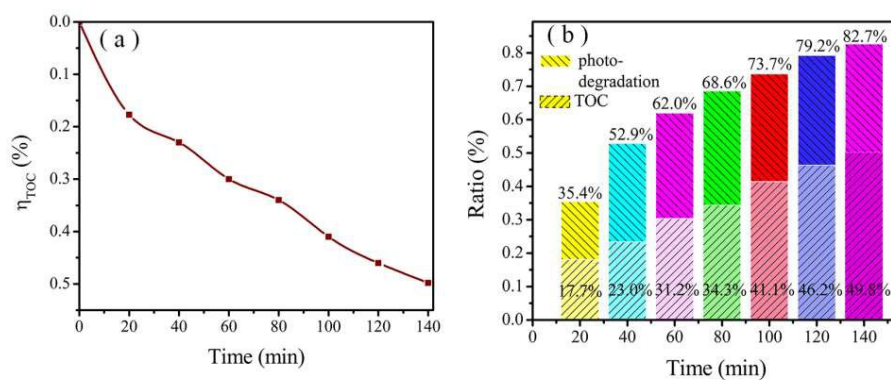 ( a )
0.0
0.1
0.2
0.3
0.4
0.5
ηTOC (%)
0 20 40 60 80 100 120 140
Time (min)
( b )
photo-
degradation
TOC
0.8
0.7
0.6
0.5
0.4
0.3
0.2
0.1
0.0
Ratio (%)
35.4%
52.9%
62.0%
68.6%
73.7%
79.2%
82.7%
17.7%
23.0%
31.2%
34.3%
41.1%
46.2%
49.8%
0 20 40 60 80 100 120 140
Time (min)